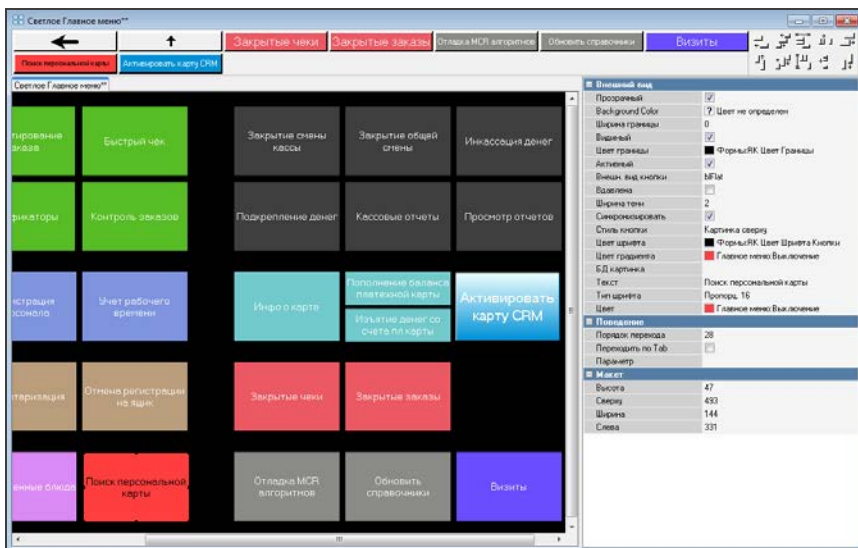 Светлое Главное меню**
Закрытые чеки
Закрытые заказы
Отладка MCR алгоритмов
Обновить справочники
Визиты
Поиск персональной карты
Активировать карту CRM
Светлое Главное меню**
Быстрый чек
Закрытие смены
кассы
Закрытие общей
смены
Инкассация денег
Контроль заказов
Подкрепление денег
Кассовые отчеты
Просмотр отчетов
Учет рабочего
времени
Инфо о карте
Пополнение баланса
платежной карты
Изъятие денег со
счета пл карты
Активировать
карту CRM
Отмена регистрации
на ящик
Закрытые чеки
Закрытые заказы
Поиск персональной
карты
Отладка MCR
алгоритмов
Обновить
справочники
Визиты
Внешний вид
Прозрачный
Background Color ? Цвет не определен
Ширина границы 0
Видимый
Цвет границы Формы:RK Цвет Границы
Активный
Внешн. вид кнопки blFlat
Вдавлена
Ширина тени 2
Синхронизировать
Стиль кнопки Картинка сверху
Цвет шрифта Формы:RK Цвет Шрифта Кнопки
Цвет градиента Главное меню:Выключение
БД картинка
Текст Поиск персональной карты
Тип шрифта Пропорц. 16
Цвет Главное меню:Выключение
Поведение
Порядок перехода 28
Переходить по Tab
Параметр
Макет
Высота 47
Сверху 493
Ширина 144
Слева 331